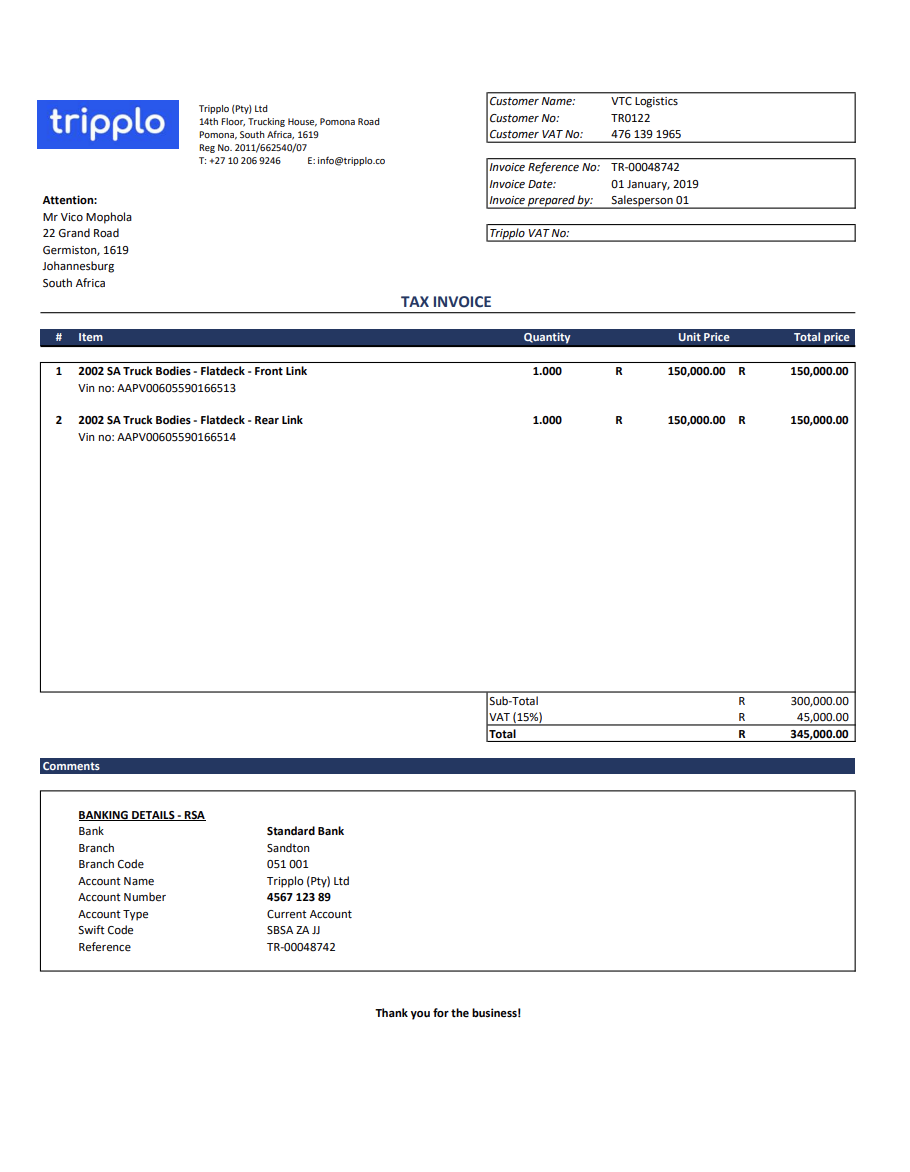 tripplo
Tripplo (Pty) Ltd
14th Floor, Trucking House, Pomona Road
Pomona, South Africa, 1619
Reg No. 2011/662540/07
T: +27 10 206 9246 E: info@tripplo.co
Customer Name: VTC Logistics
Customer No: TR0122
Customer VAT No: 476 139 1965
Invoice Reference No: TR-00048742
Invoice Date: 01 January, 2019
Invoice prepared by: Salesperson 01
Tripplo VAT No:
Attention:
Mr Vico Mophola
22 Grand Road
Germiston, 1619
Johannesburg
South Africa
TAX INVOICE
# Item Quantity Unit Price Total price
1 2002 SA Truck Bodies - Flatdeck - Front Link 1.000 R 150,000.00 R 150,000.00
Vin no: AAPV00605590166513
2 2002 SA Truck Bodies - Flatdeck - Rear Link 1.000 R 150,000.00 R 150,000.00
Vin no: AAPV00605590166514
Sub-Total R 300,000.00
VAT (15%) R 45,000.00
Total R 345,000.00
Comments
BANKING DETAILS - RSA
Bank Standard Bank
Branch Sandton
Branch Code 051 001
Account Name Tripplo (Pty) Ltd
Account Number 4567 123 89
Account Type Current Account
Swift Code SBSA ZA JJ
Reference TR-00048742
Thank you for the business!